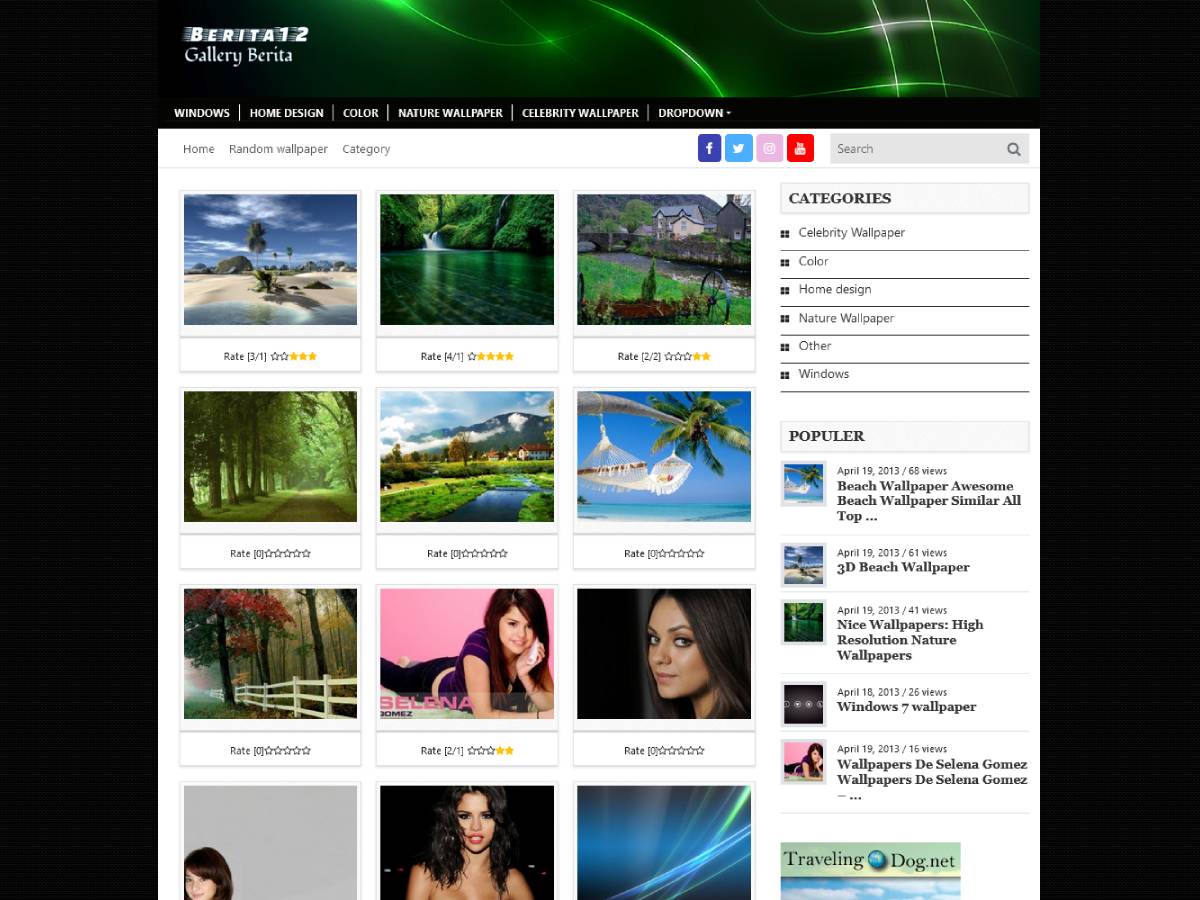 Berita12
Gallery Berita
WINDOWS
HOME DESIGN
COLOR
NATURE WALLPAPER
CELEBRITY WALLPAPER
DROPDOWN
Home
Random wallpaper
Category
Search
Rate [3/1]
Rate [4/1]
Rate [2/2]
Rate [0]
Rate [0]
Rate [0]
SELENA
GOMEZ
Rate [0]
Rate [2/1]
Rate [0]
CATEGORIES
Celebrity Wallpaper
Color
Home design
Nature Wallpaper
Other
Windows
POPULER
April 19, 2013 / 68 views
Beach Wallpaper Awesome
Beach Wallpaper Similar All
Top ...
April 19, 2013 / 61 views
3D Beach Wallpaper
April 19, 2013 / 41 views
Nice Wallpapers: High
Resolution Nature
Wallpapers
April 18, 2013 / 26 views
Windows 7 wallpaper
April 19, 2013 / 16 views
Wallpapers De Selena Gomez
Wallpapers De Selena Gomez
– ...
Traveling Dog.net